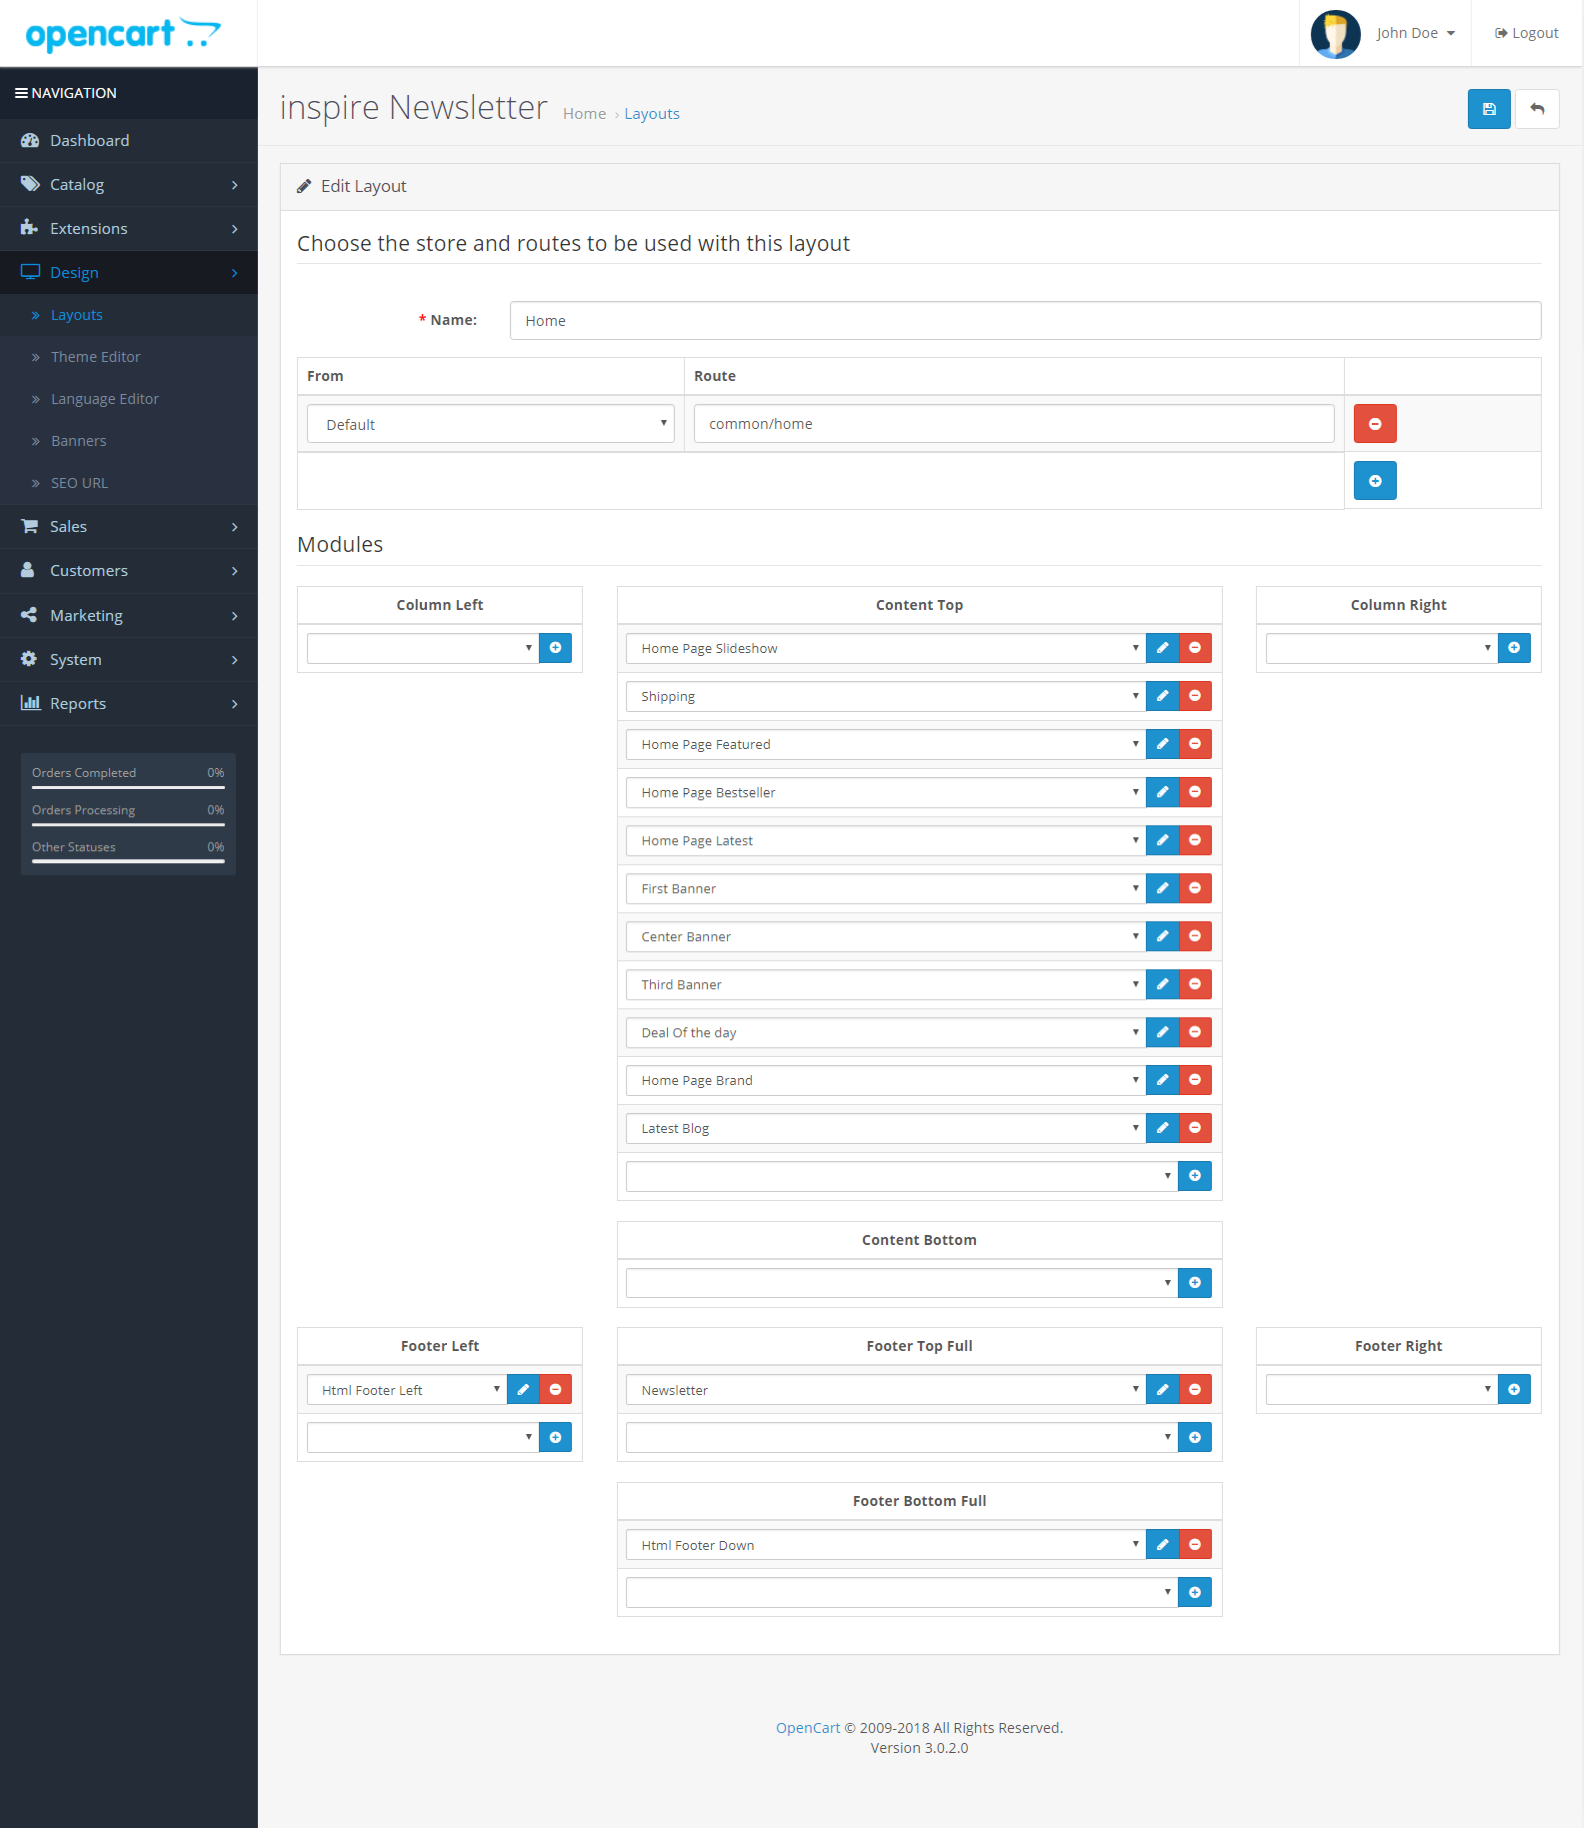 opencart
John Doe
Logout
NAVIGATION
Dashboard
Catalog
Extensions
Design
Layouts
Theme Editor
Language Editor
Banners
SEO URL
Sales
Customers
Marketing
System
Reports
Orders Completed 0%
Orders Processing 0%
Other Statuses 0%
inspire Newsletter Home › Layouts
Edit Layout
Choose the store and routes to be used with this layout
* Name: Home
From Route
Default common/home
Modules
Column Left
Content Top
Home Page Slideshow
Shipping
Home Page Featured
Home Page Bestseller
Home Page Latest
First Banner
Center Banner
Third Banner
Deal Of the day
Home Page Brand
Latest Blog
Column Right
Content Bottom
Footer Left
Html Footer Left
Footer Top Full
Newsletter
Footer Right
Footer Bottom Full
Html Footer Down
OpenCart © 2009-2018 All Rights Reserved.
Version 3.0.2.0